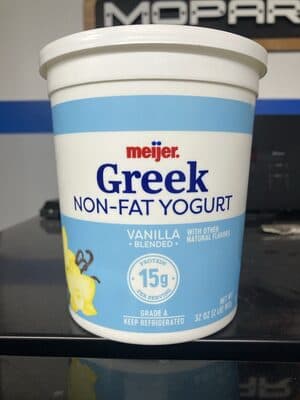 MOPAR
meijer.
Greek
NON-FAT YOGURT
VANILLA
• BLENDED •
WITH OTHER
NATURAL FLAVORS
PROTEIN
15g
PER SERVING
GRADE A
KEEP REFRIGERATED
NET WT
32 OZ (2 LB) 907g